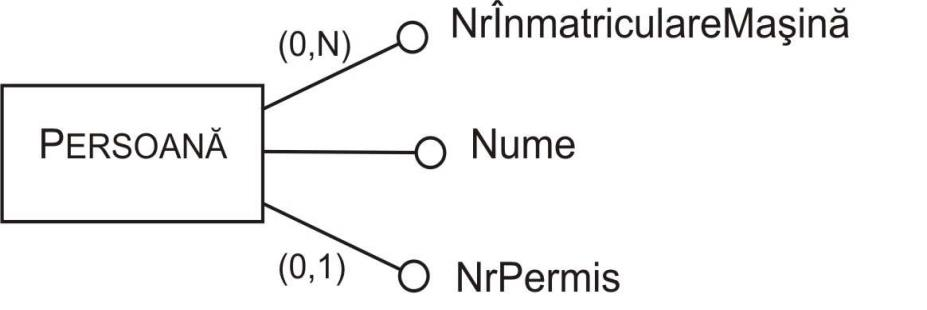 (0,N)
NrÎnmatriculareMaşină
PERSOANĂ
Nume
(0,1)
NrPermis